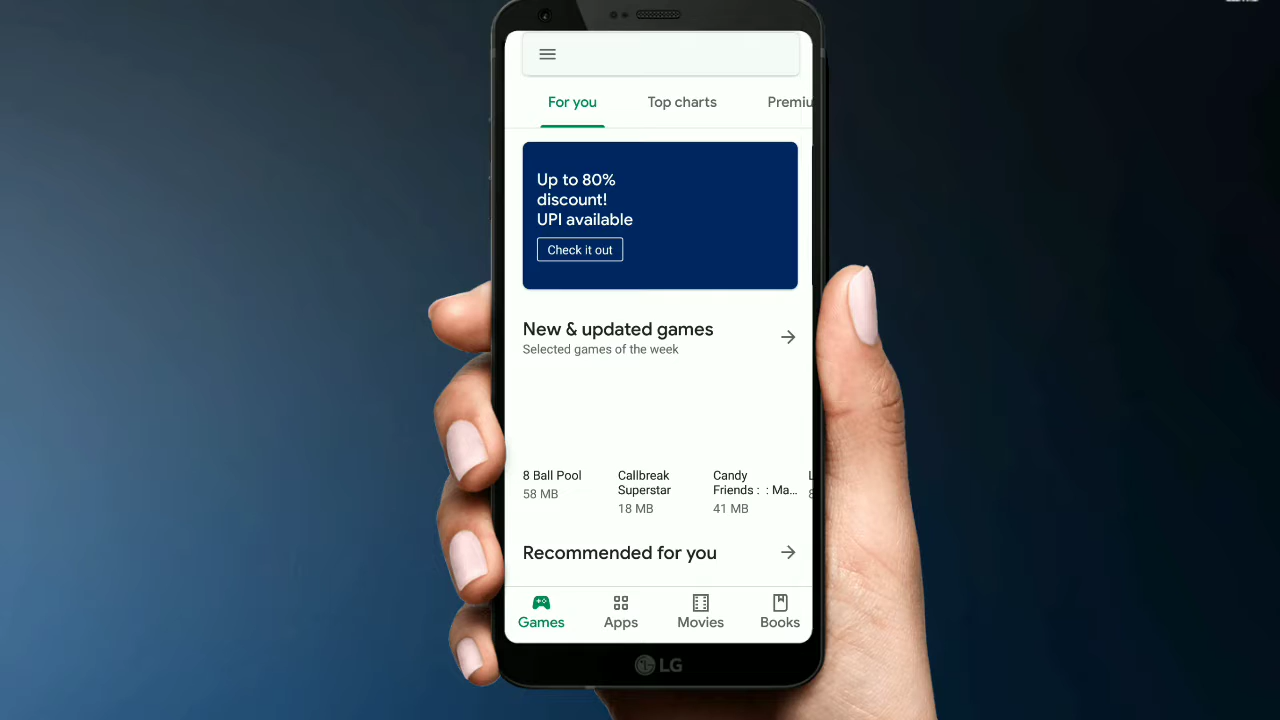 For you Top charts Premiu
Up to 80%
discount!
UPI available
Check it out
New & updated games
Selected games of the week
8 Ball Pool
58 MB
Callbreak
Superstar
18 MB
Candy
Friends : : Ma...
41 MB
Recommended for you
Games Apps Movies Books
LG